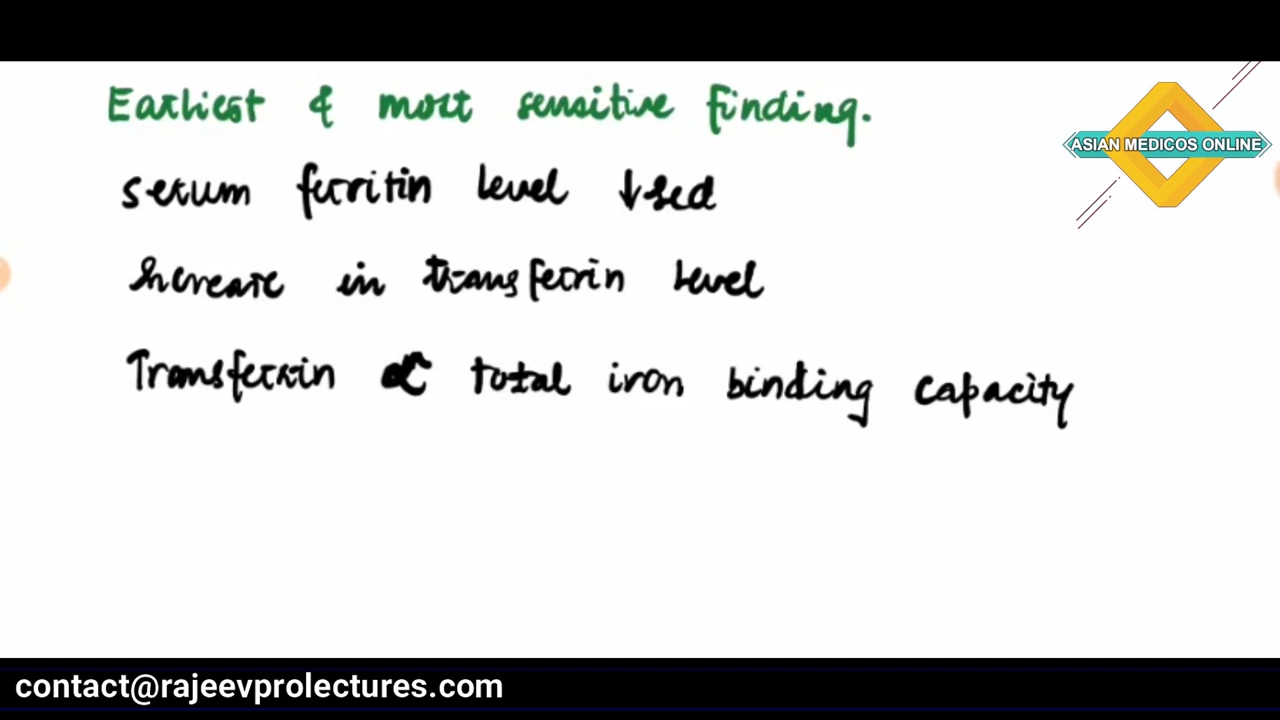 Earliest & most sensitive finding.
ASIAN MEDICOS ONLINE
serum ferritin level ↓sed
Increase in transferrin level
Transferrin ∝ total iron binding capacity
contact@rajeevprolectures.com